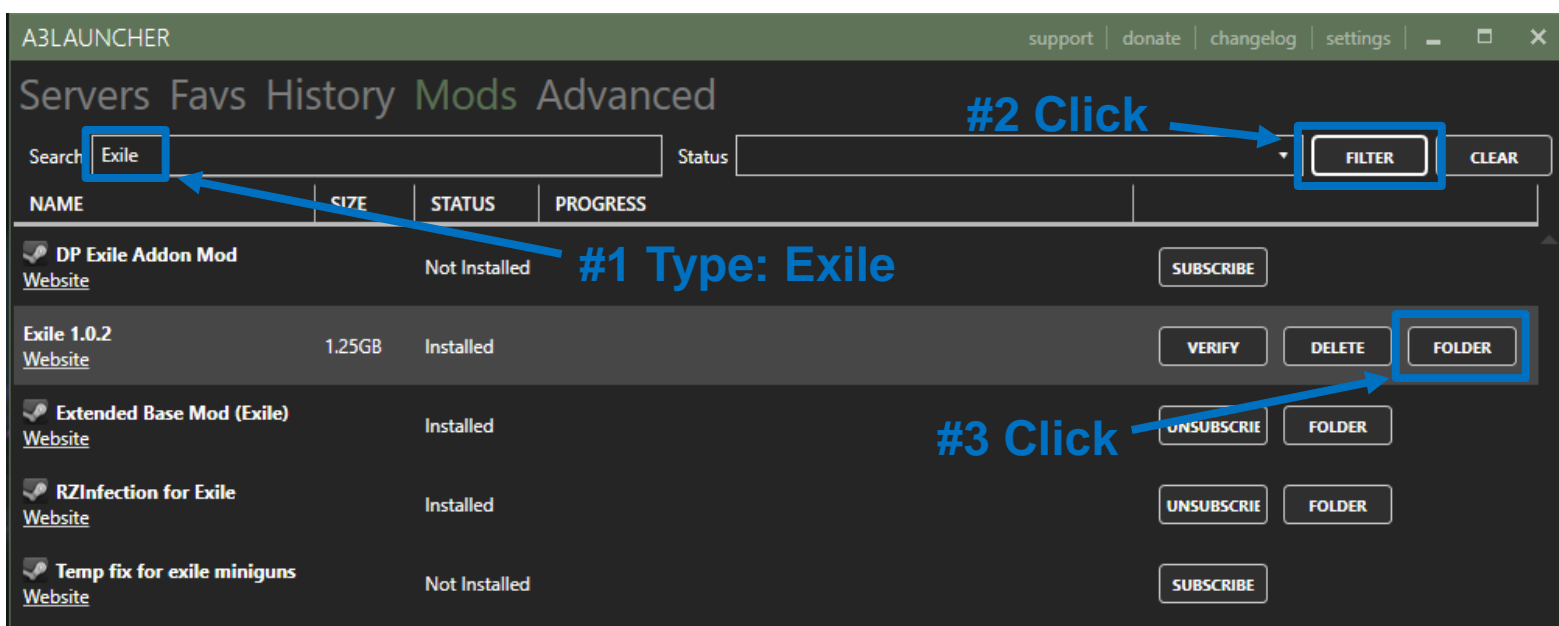 A3LAUNCHER support donate changelog settings
Servers Favs History Mods Advanced
#2 Click
Search Exile Status FILTER CLEAR
NAME SIZE STATUS PROGRESS
#1 Type: Exile
DP Exile Addon Mod
Website
Not Installed SUBSCRIBE
Exile 1.0.2
Website
1.25GB Installed VERIFY DELETE FOLDER
#3 Click
Extended Base Mod (Exile)
Website
Installed UNSUBSCRIE FOLDER
RZInfection for Exile
Website
Installed UNSUBSCRIE FOLDER
Temp fix for exile miniguns
Website
Not Installed SUBSCRIBE